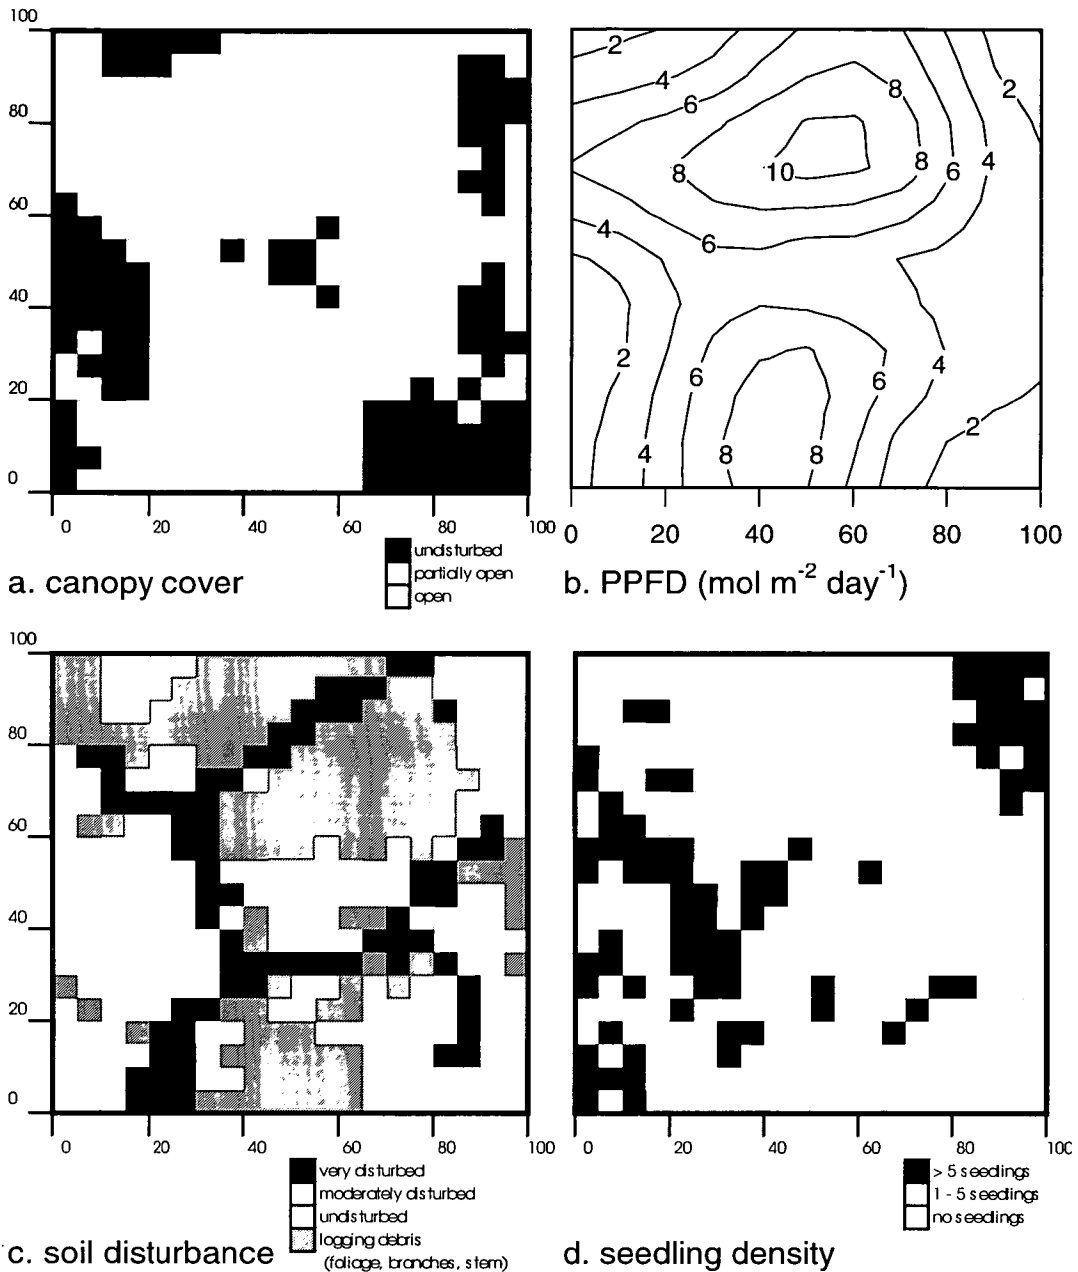 100
80
60
40
20
0
0 20 40 60 80 100
undisturbed
partially open
open
a. canopy cover
2
4
6
8
10
8
6
4
2
8
4
6
2
6
6
4
2
4
8
8
0 20 40 60 80 100
b. PPFD (mol m-2 day-1)
100
80
60
40
20
0
0 20 40 60 80 100
very disturbed
moderately disturbed
undisturbed
logging debris
(foliage, branches, stem)
c. soil disturbance
0 20 40 60 80 100
> 5 seedlings
1 - 5 seedlings
no seedlings
d. seedling density